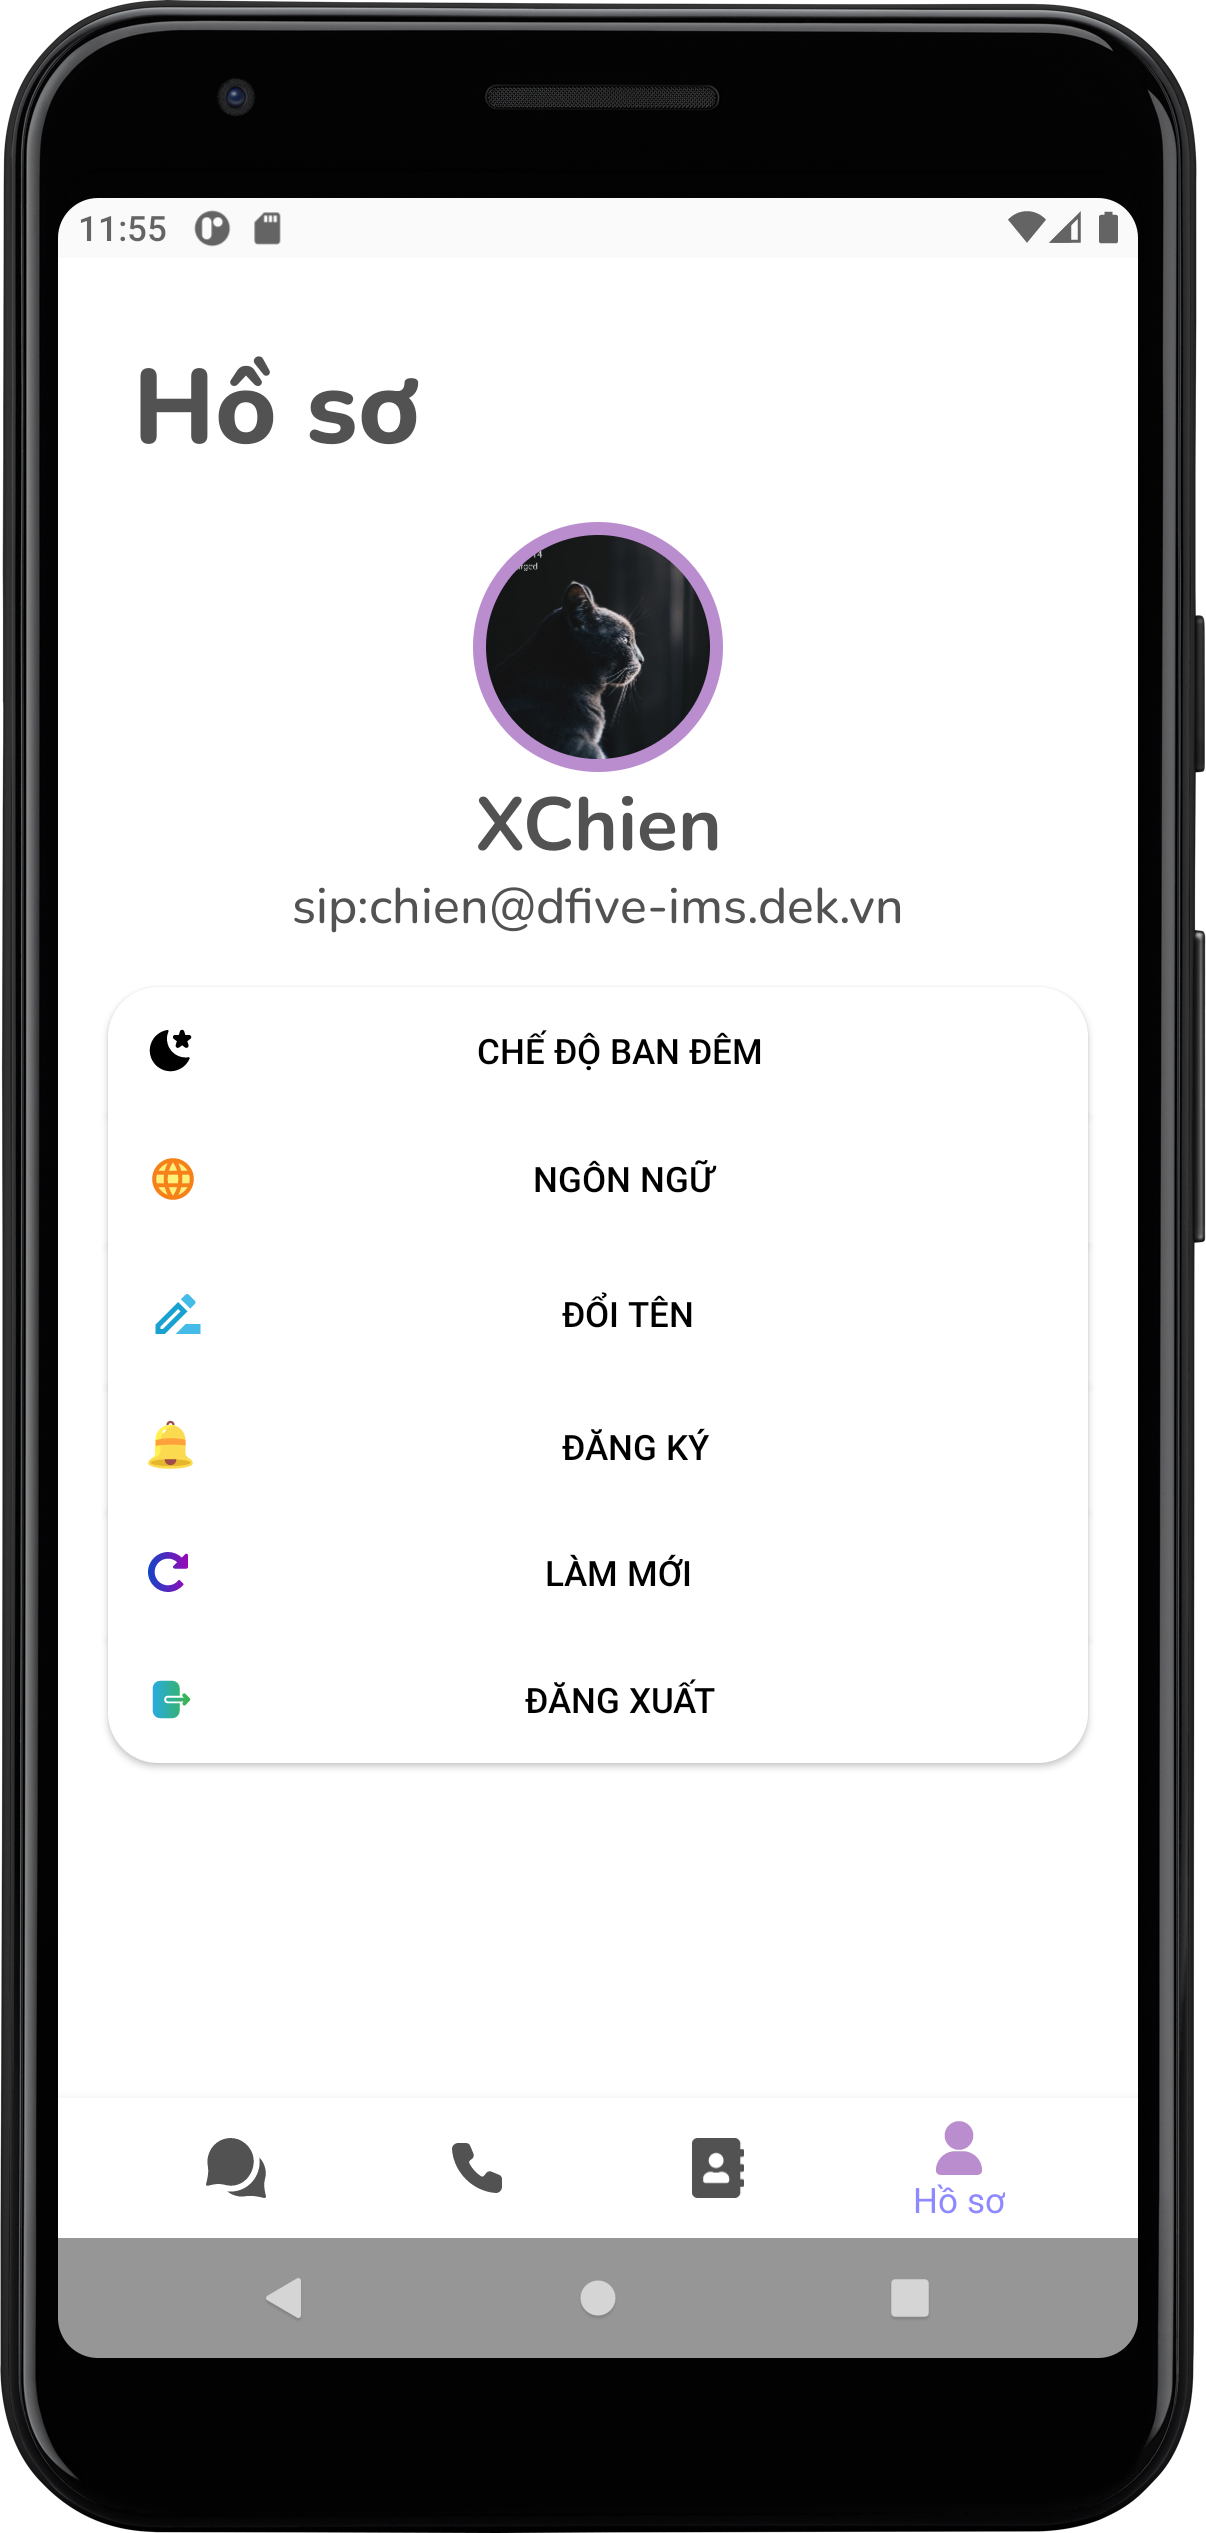 11:55
Hồ sơ
XChien
sip:chien@dfive-ims.dek.vn
CHẾ ĐỘ BAN ĐÊM
NGÔN NGỮ
ĐỔI TÊN
ĐĂNG KÝ
LÀM MỚI
ĐĂNG XUẤT
Hồ sơ